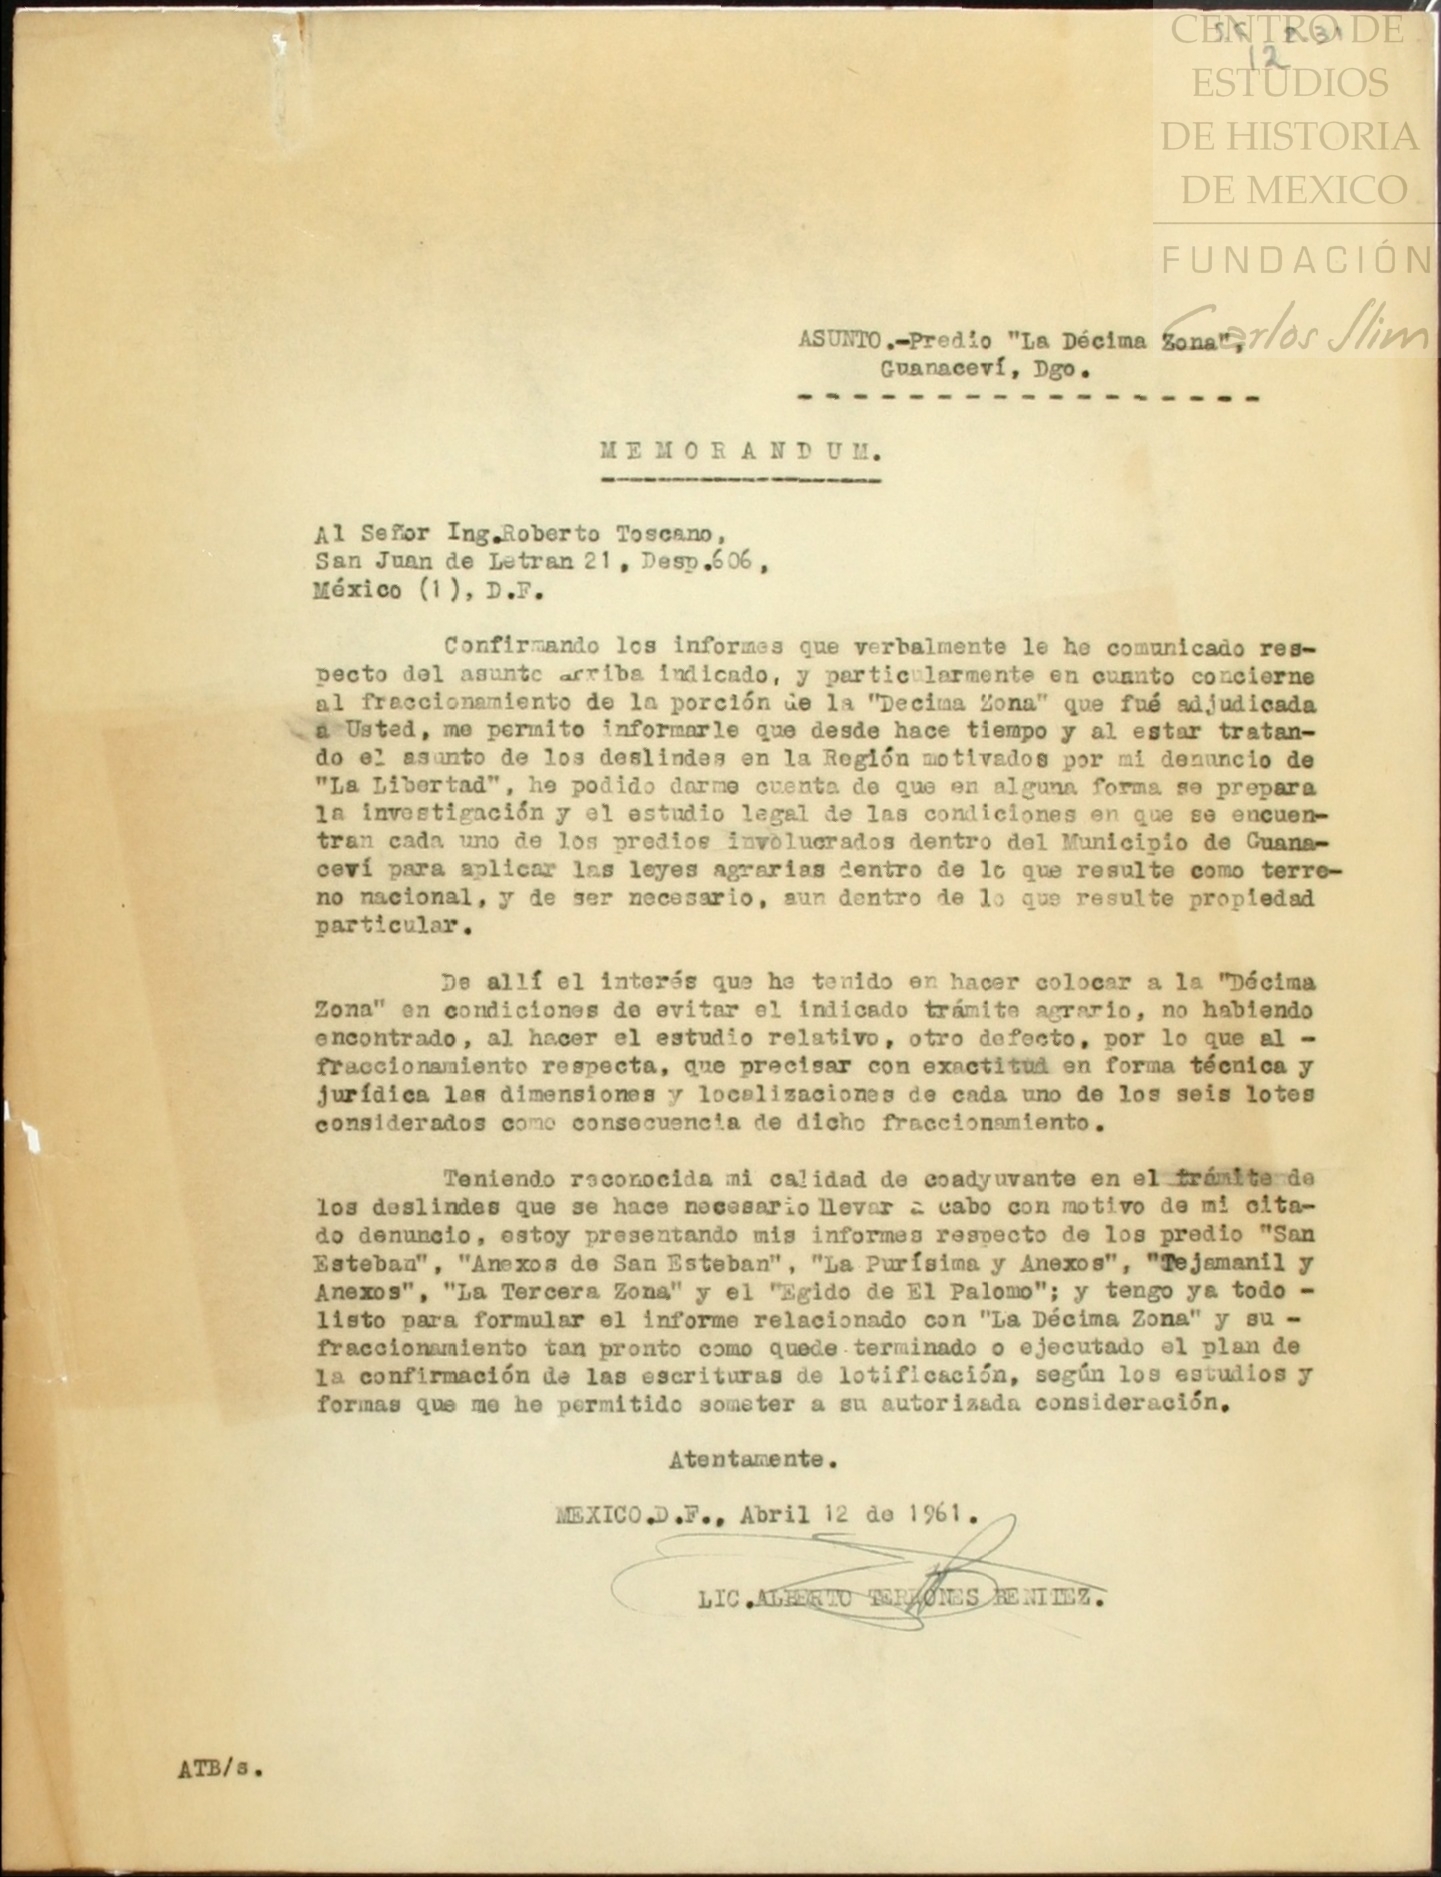 CENTRO DE
ESTUDIOS
DE HISTORIA
DE MEXICO
FUNDACIÓN
Carlos Slim
12
ASUNTO.-Predio "La Décima Zona",
Guanaceví, Dgo.
- - - - - - - - - - - - - - - - -
M E M O R A N D U M.
Al Señor Ing.Roberto Toscano,
San Juan de Letran 21, Desp.606,
México (1), D.F.
Confirmando los informes que verbalmente le he comunicado res-
pecto del asunto arriba indicado, y particularmente en cuanto concierne
al fraccionamiento de la porción de la "Decima Zona" que fué adjudicada
a Usted, me permito informarle que desde hace tiempo y al estar tratan-
do el asunto de los deslindes en la Región motivados por mi denuncio de
"La Libertad", he podido darme cuenta de que en alguna forma se prepara
la investigación y el estudio legal de las condiciones en que se encuen-
tran cada uno de los predios involucrados dentro del Municipio de Guana-
ceví para aplicar las leyes agrarias dentro de lo que resulte como terre-
no nacional, y de ser necesario, aun dentro de lo que resulte propiedad
particular.
De allí el interés que he tenido en hacer colocar a la "Décima
Zona" en condiciones de evitar el indicado trámite agrario, no habiendo
encontrado, al hacer el estudio relativo, otro defecto, por lo que al -
fraccionamiento respecta, que precisar con exactitud en forma técnica y
jurídica las dimensiones y localizaciones de cada uno de los seis lotes
considerados como consecuencia de dicho fraccionamiento.
Teniendo reconocida mi calidad de coadyuvante en el trámite de
los deslindes que se hace necesario llevar a cabo con motivo de mi cita-
do denuncio, estoy presentando mis informes respecto de los predio "San
Esteban", "Anexos de San Esteban", "La Purísima y Anexos", "Tejamanil y
Anexos", "La Tercera Zona" y el "Egido de El Palomo"; y tengo ya todo -
listo para formular el informe relacionado con "La Décima Zona" y su -
fraccionamiento tan pronto como quede terminado o ejecutado el plan de
la confirmación de las escrituras de lotificación, según los estudios y
formas que me he permitido someter a su autorizada consideración.
Atentamente.
MEXICO.D.F., Abril 12 de 1961.
LIC.ALBERTO TERRONES BENITEZ.
ATB/s.